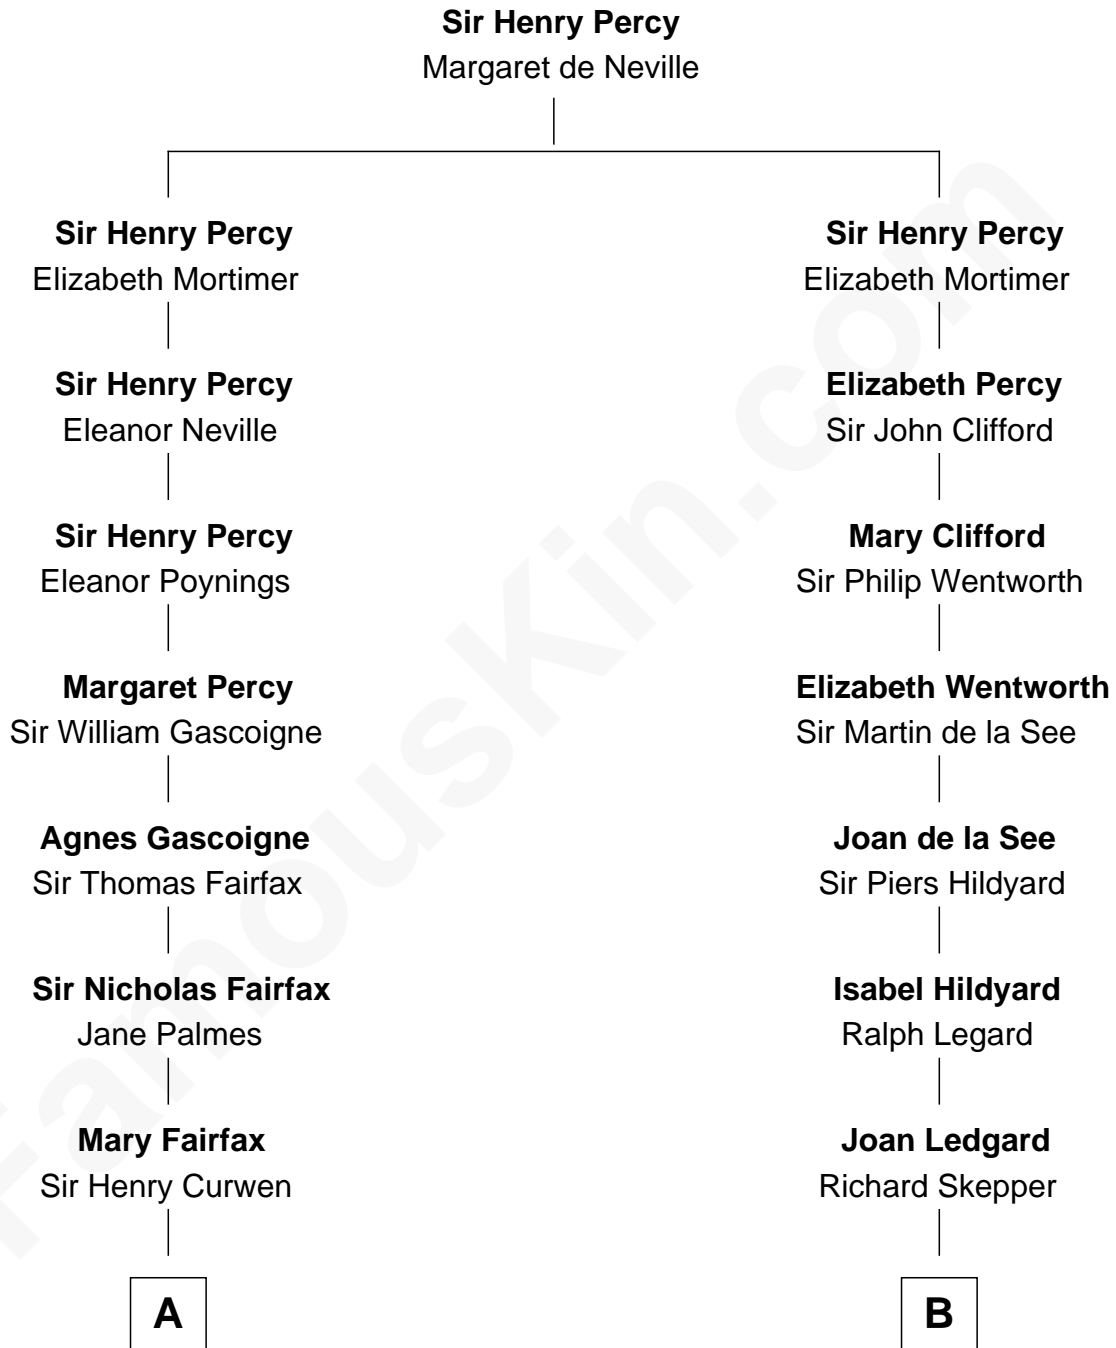 Sir Henry Percy
Margaret de Neville
Sir Henry Percy
Elizabeth Mortimer
Sir Henry Percy
Eleanor Neville
Sir Henry Percy
Eleanor Poynings
Margaret Percy
Sir William Gascoigne
Agnes Gascoigne
Sir Thomas Fairfax
Sir Nicholas Fairfax
Jane Palmes
Mary Fairfax
Sir Henry Curwen
A
Sir Henry Percy
Elizabeth Mortimer
Elizabeth Percy
Sir John Clifford
Mary Clifford
Sir Philip Wentworth
Elizabeth Wentworth
Sir Martin de la See
Joan de la See
Sir Piers Hildyard
Isabel Hildyard
Ralph Legard
Joan Ledgard
Richard Skepper
B
FamousKin.com